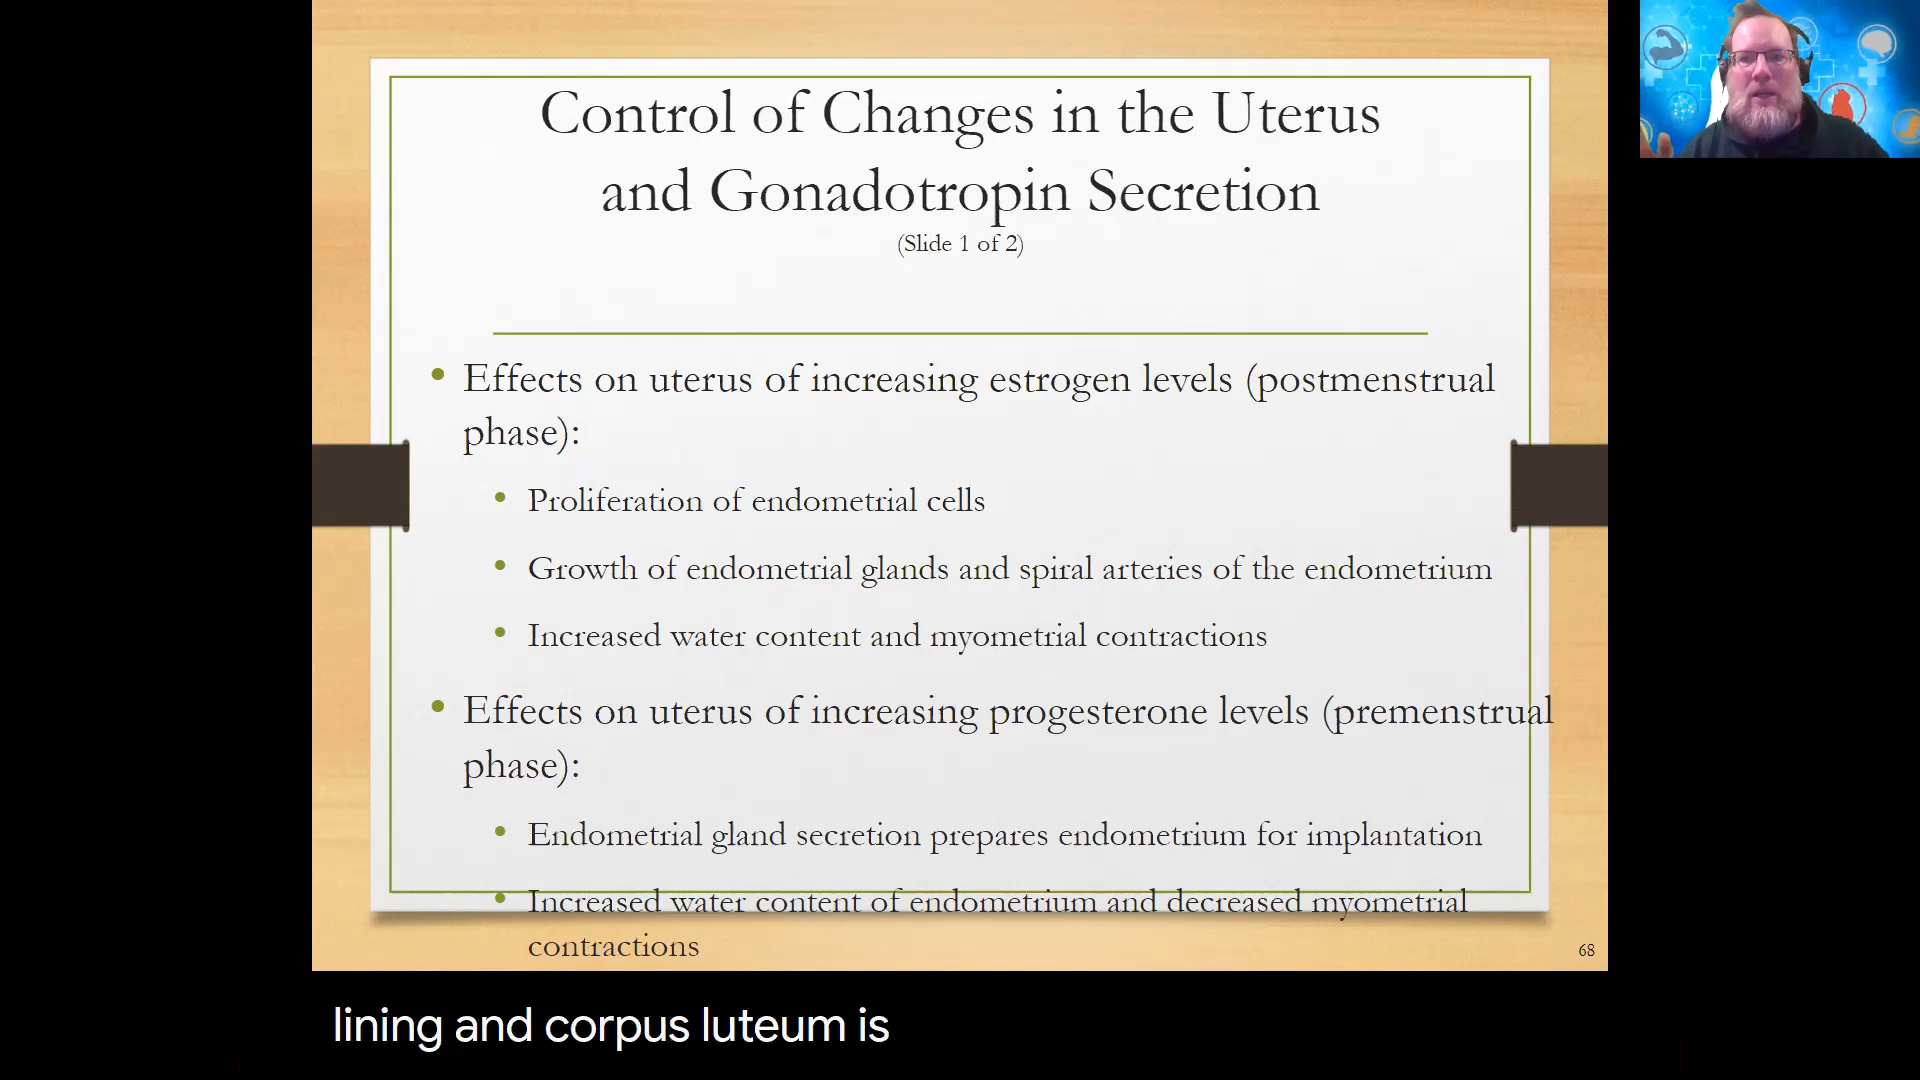 Control of Changes in the Uterus
and Gonadotropin Secretion
(Slide 1 of 2)
• Effects on uterus of increasing estrogen levels (postmenstrual
phase):
• Proliferation of endometrial cells
• Growth of endometrial glands and spiral arteries of the endometrium
• Increased water content and myometrial contractions
• Effects on uterus of increasing progesterone levels (premenstrual
phase):
• Endometrial gland secretion prepares endometrium for implantation
• Increased water content of endometrium and decreased myometrial
contractions
68
lining and corpus luteum is